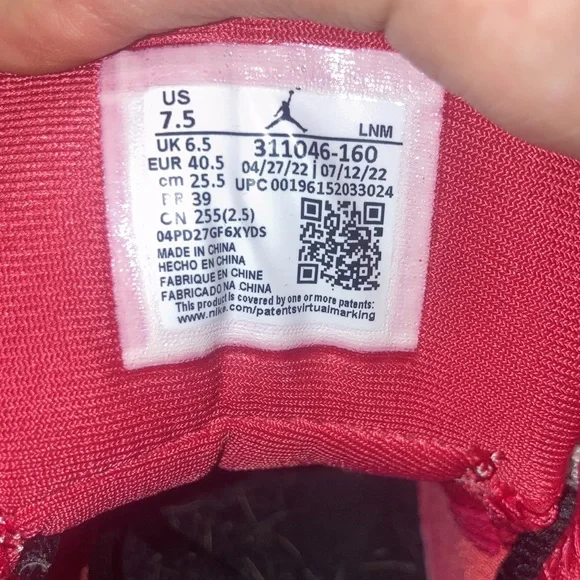 US
7.5
LNM
UK 6.5
311046-160
EUR 40.5
04/27/22 | 07/12/22
cm 25.5
UPC 00196152033024
BR 39
CN 255(2.5)
04PD27GF6XYDS
MADE IN CHINA
HECHO EN CHINA
FABRIQUE EN CHINE
FABRICADO NA CHINA
This product is covered by one or more patents:
www.nike.com/patentsvirtualmarking